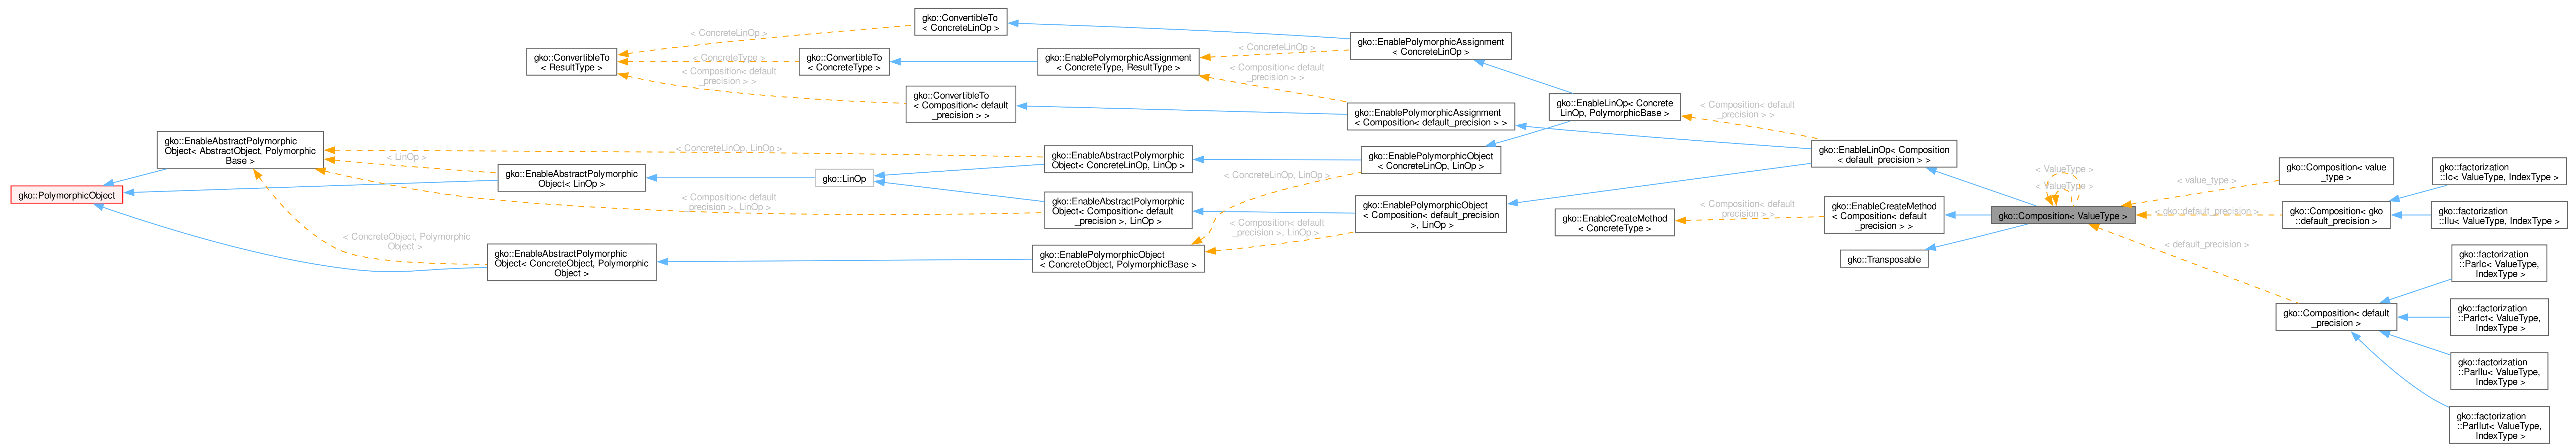 gko::PolymorphicObject
gko::EnableAbstractPolymorphic
Object< AbstractObject, Polymorphic
Base >
gko::ConvertibleTo
< ResultType >
gko::EnableAbstractPolymorphic
Object< LinOp >
gko::EnableAbstractPolymorphic
Object< ConcreteObject, Polymorphic
Object >
< ConcreteObject, Polymorphic
Object >
< LinOp >
< ConcreteLinOp >
< ConcreteType >
< Composition< default
_precision > >
< ConcreteLinOp, LinOp >
< Composition< default
_precision >, LinOp >
gko::ConvertibleTo
< ConcreteLinOp >
gko::ConvertibleTo
< ConcreteType >
gko::ConvertibleTo
< Composition< default
_precision > >
gko::LinOp
gko::EnablePolymorphicAssignment
< ConcreteType, ResultType >
gko::EnableAbstractPolymorphic
Object< ConcreteLinOp, LinOp >
gko::EnableAbstractPolymorphic
Object< Composition< default
_precision >, LinOp >
gko::EnablePolymorphicObject
< ConcreteObject, PolymorphicBase >
< ConcreteLinOp >
< Composition< default
_precision > >
< ConcreteLinOp, LinOp >
< Composition< default
_precision >, LinOp >
gko::EnablePolymorphicAssignment
< ConcreteLinOp >
gko::EnablePolymorphicAssignment
< Composition< default_precision > >
gko::EnablePolymorphicObject
< ConcreteLinOp, LinOp >
gko::EnablePolymorphicObject
< Composition< default_precision
>, LinOp >
gko::EnableLinOp< Concrete
LinOp, PolymorphicBase >
gko::EnableCreateMethod
< ConcreteType >
< Composition< default
_precision > >
< Composition< default
_precision > >
gko::EnableLinOp< Composition
< default_precision > >
gko::EnableCreateMethod
< Composition< default
_precision > >
gko::Transposable
< ValueType >
< ValueType >
gko::Composition< ValueType >
< value_type >
< gko::default_precision >
< default_precision >
gko::Composition< value
_type >
gko::Composition< gko
::default_precision >
gko::Composition< default
_precision >
gko::factorization
::Ic< ValueType, IndexType >
gko::factorization
::Ilu< ValueType, IndexType >
gko::factorization
::ParIc< ValueType,
IndexType >
gko::factorization
::ParIct< ValueType,
IndexType >
gko::factorization
::ParIlu< ValueType,
IndexType >
gko::factorization
::ParIlut< ValueType,
IndexType >